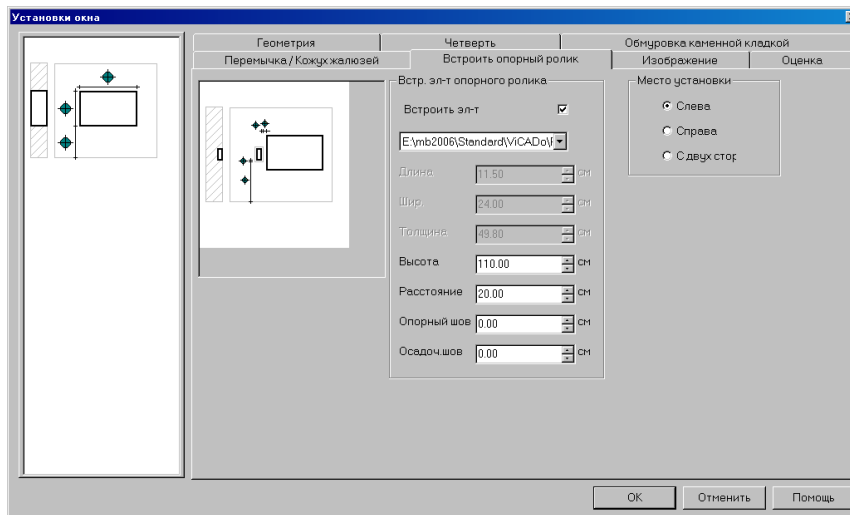 Установки окна
Геометрия
Четверть
Обмуровка каменной кладкой
Перемычка / Кожух жалюзей
Встроить опорный ролик
Изображение
Оценка
Встр. эл-т опорного ролика
Встроить эл-т
E:\mb2006\Standard\ViCADo\
Длина 11.50 см
Шир. 24.00 см
Толщина 49.80 см
Высота 110.00 см
Расстояние 20.00 см
Опорный шов 0.00 см
Осадоч.шов 0.00 см
Место установки
Слева
Справа
С двух стор
OK
Отменить
Помощь